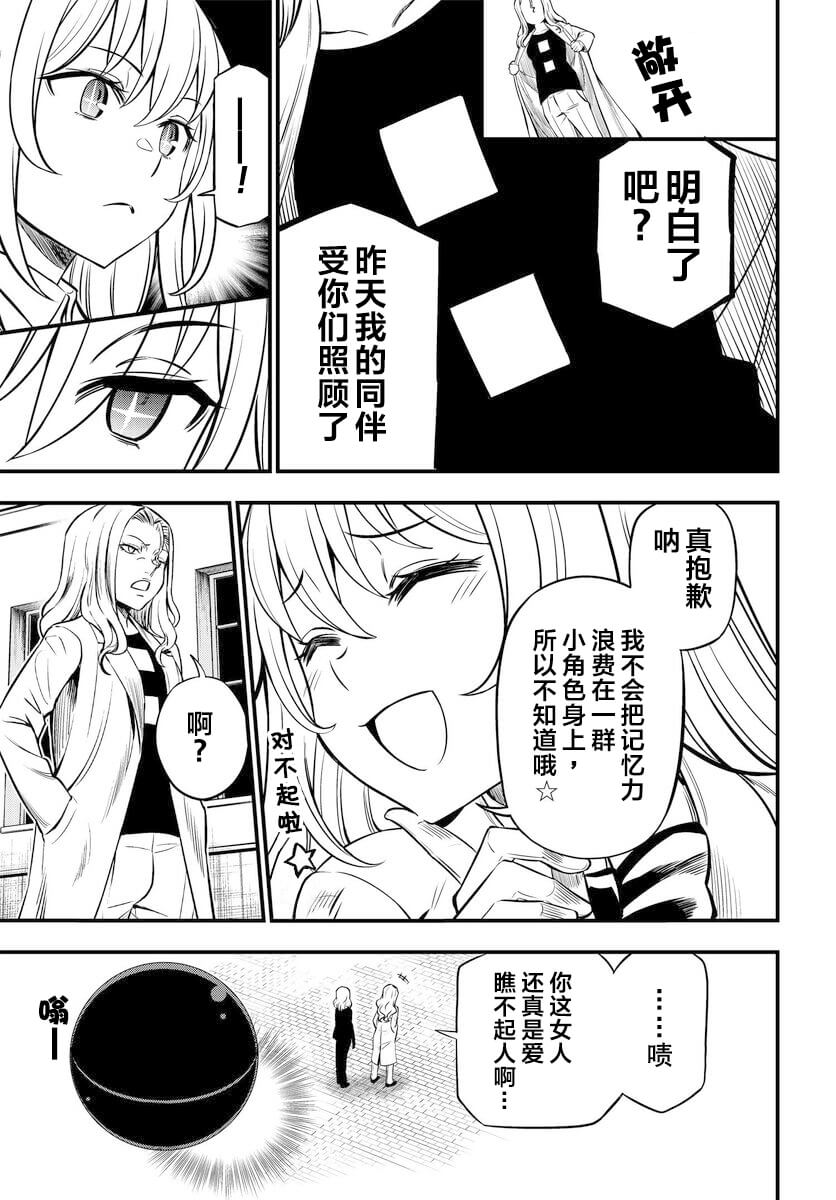 敞开
明白了
吧？
昨天我的同伴
受你们照顾了
——！
真抱歉
呐
我不会把记忆力
浪费在一群
小角色身上，
所以不知道哦
☆
对不起啦
☆
啊？
……啧
你这女人
还真是爱
瞧不起人啊…
嗡—